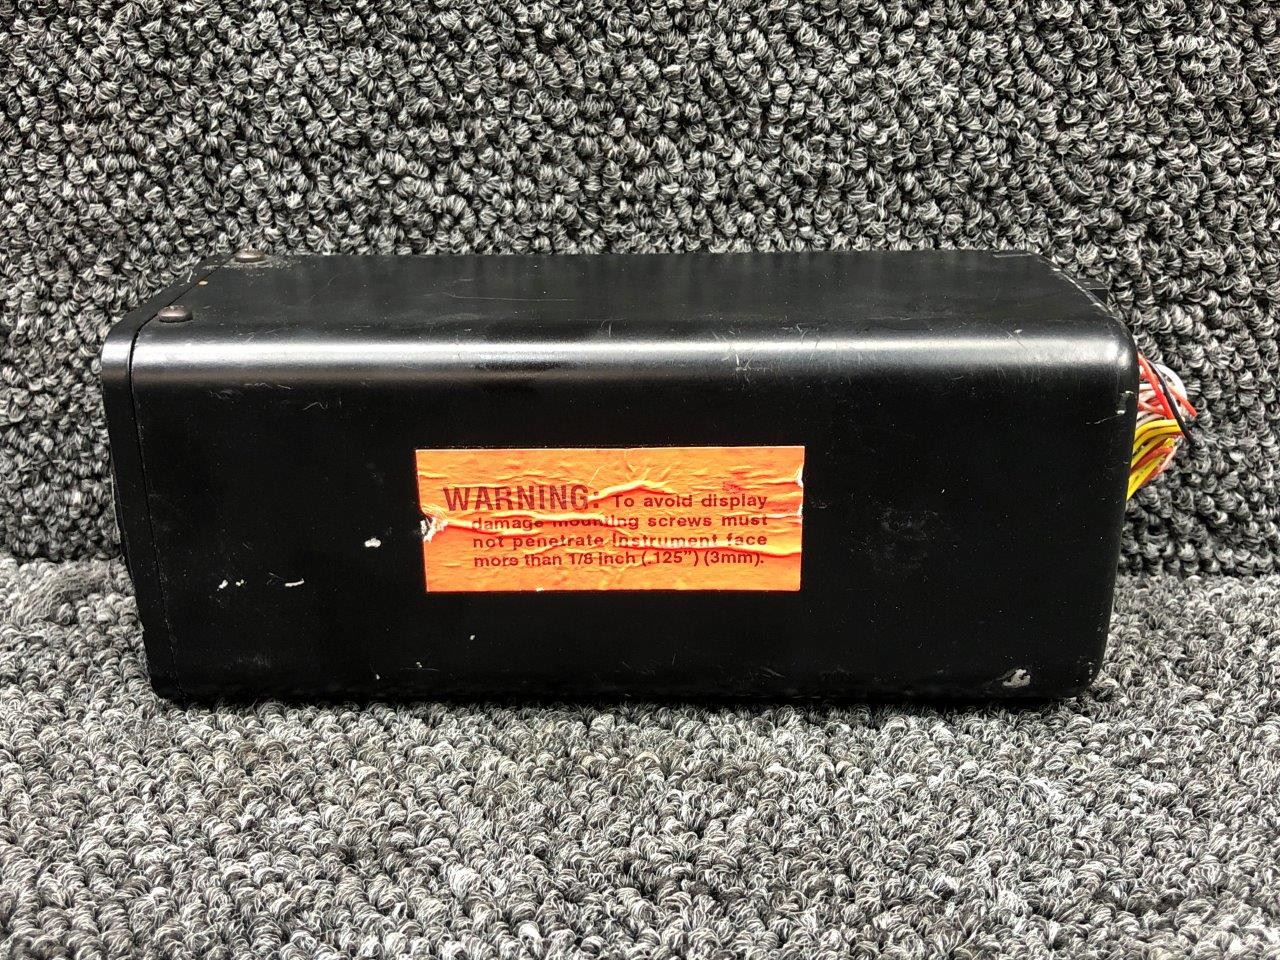 WARNING: To avoid display
damage mounting screws must
not penetrate instrument face
more than 1/8 inch (.125") (3mm).